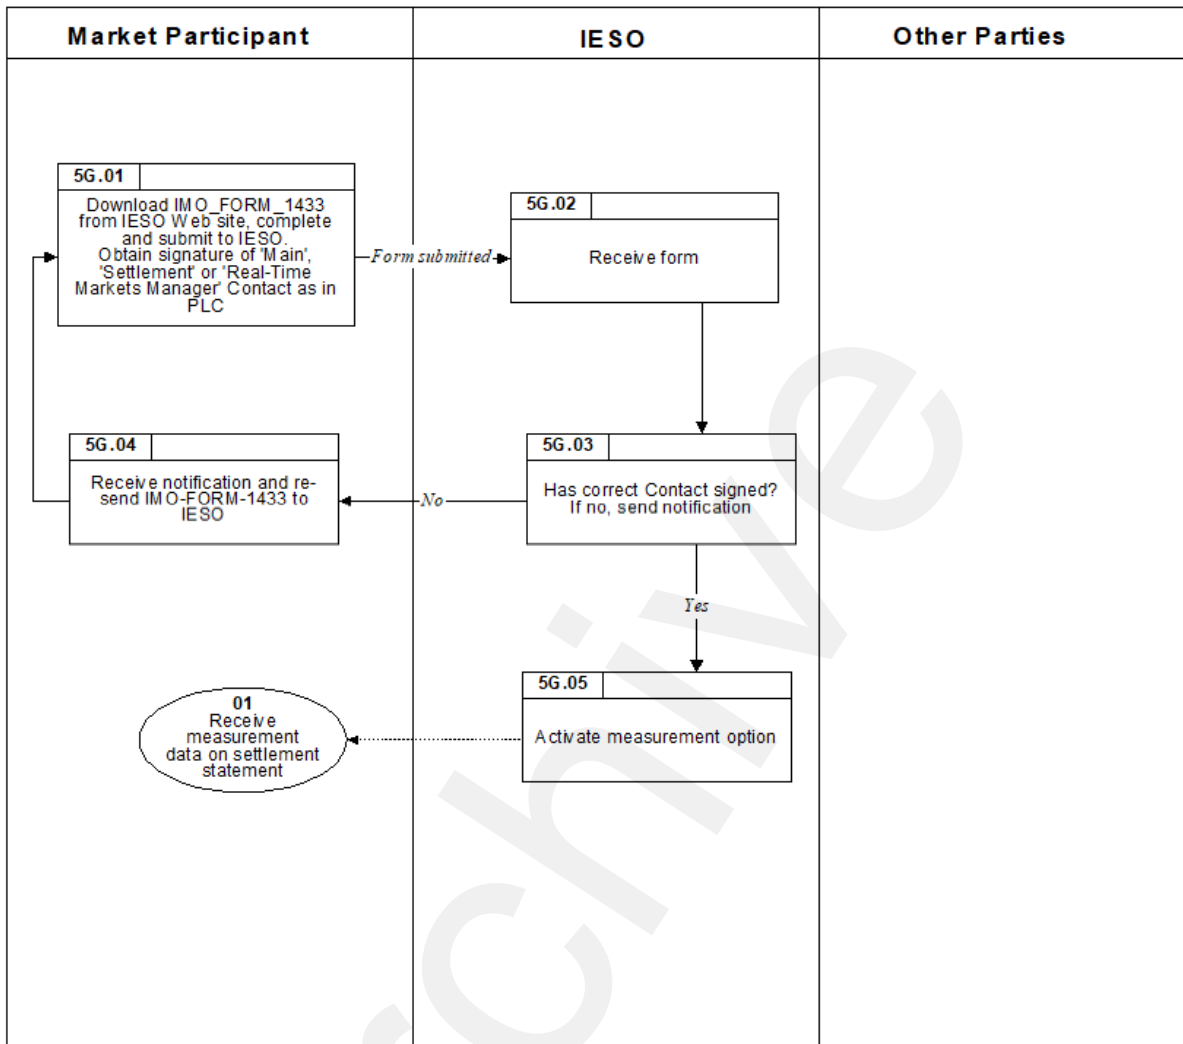 Market Participant
IESO
Other Parties
5G.01
Download IMO_FORM_1433
from IESO Web site, complete
and submit to IESO.
Obtain signature of 'Main',
'Settlement' or 'Real-Time
Markets Manager' Contact as in
PLC
Form submitted
5G.02
Receive form
5G.04
Receive notification and re-
send IMO-FORM-1433 to
IESO
No
5G.03
Has correct Contact signed?
If no, send notification
Yes
01
Receive
measurement
data on settlement
statement
5G.05
Activate measurement option
chive